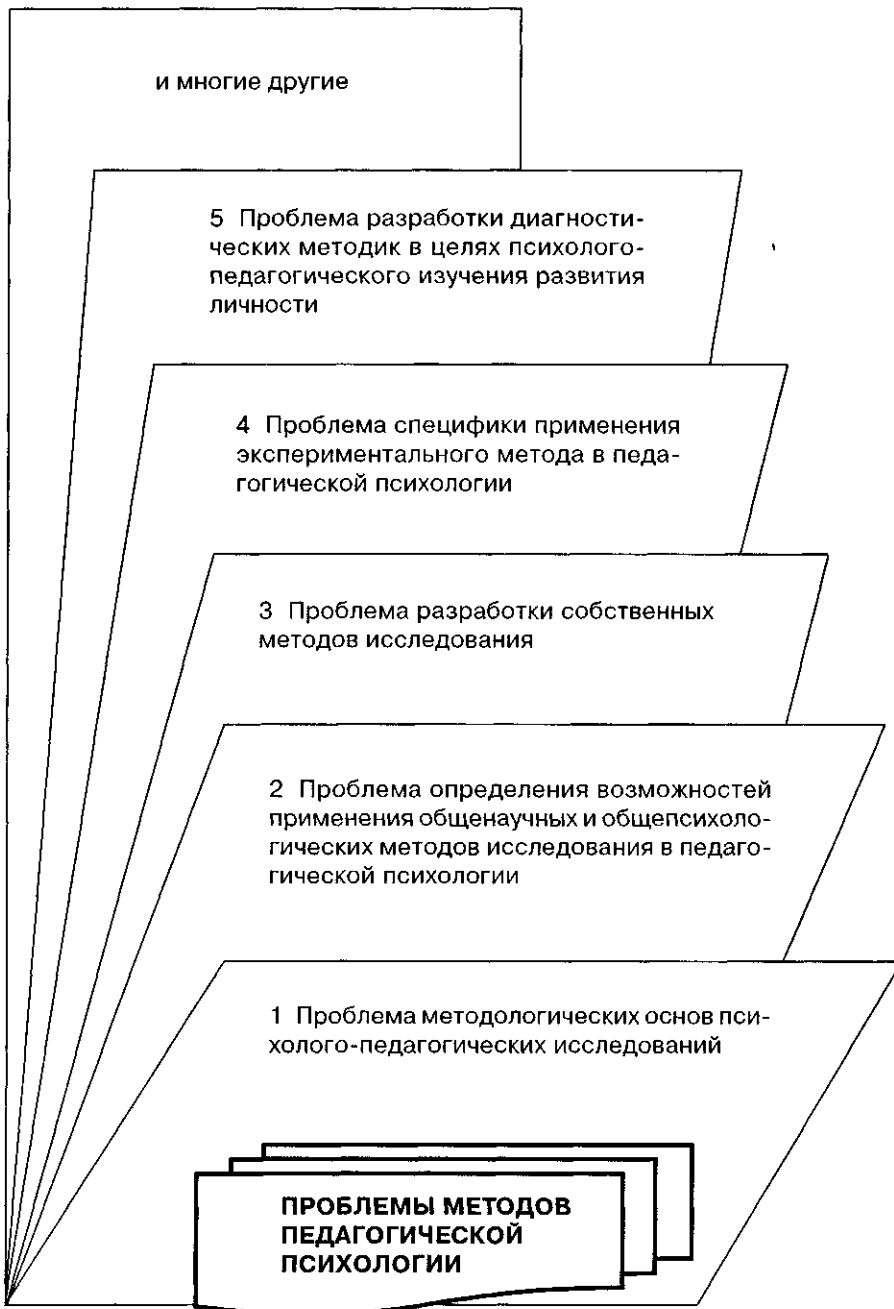 и многие другие
5 Проблема разработки диагности-
ческих методик в целях психолого-
педагогического изучения развития
личности
4 Проблема специфики применения
экспериментального метода в педа-
гогической психологии
3 Проблема разработки собственных
методов исследования
2 Проблема определения возможностей
применения общенаучных и общепсихоло-
гических методов исследования в педаго-
гической психологии
1 Проблема методологических основ пси-
холого-педагогических исследований
ПРОБЛЕМЫ МЕТОДОВ
ПЕДАГОГИЧЕСКОЙ
ПСИХОЛОГИИ